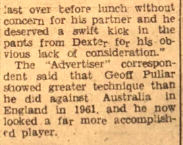 last over before lunch without
concern for his partner and he
deserved a swift kick in the
pants from Dexter for his ob-
vious lack of consideration."
The "Advertiser" correspon-
dent said that Geoff Pullar
showed greater technique than
he did against Australia in
England in 1961, and he now
looked a far more accomplish-
ed player.